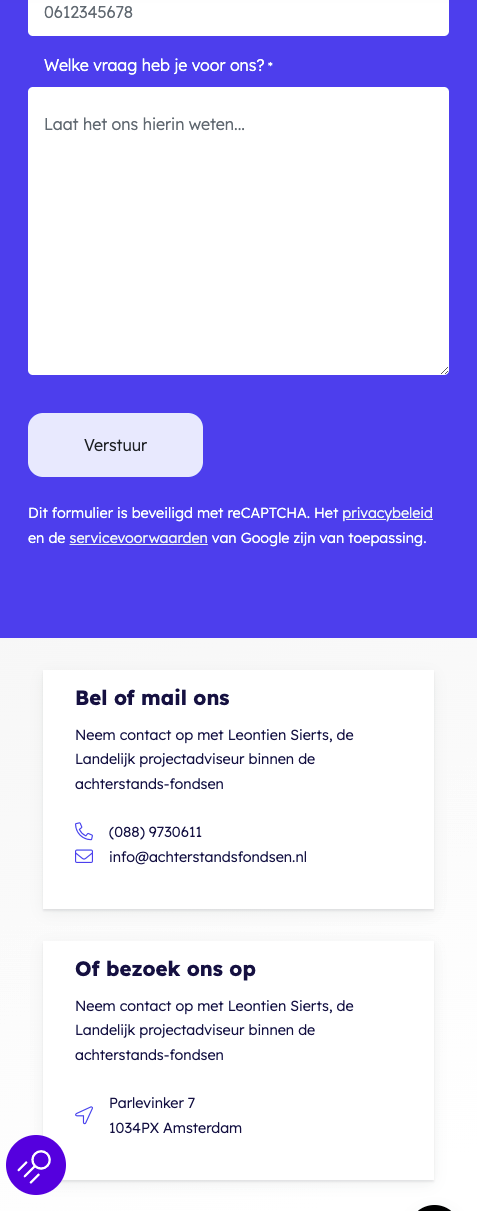 0612345678
Welke vraag heb je voor ons? *
Laat het ons hierin weten...
Verstuur
Dit formulier is beveiligd met reCAPTCHA. Het privacybeleid
en de servicevoorwaarden van Google zijn van toepassing.
Bel of mail ons
Neem contact op met Leontien Sierts, de
Landelijk projectadviseur binnen de
achterstands-fondsen
(088) 9730611
info@achterstandsfondsen.nl
Of bezoek ons op
Neem contact op met Leontien Sierts, de
Landelijk projectadviseur binnen de
achterstands-fondsen
Parlevinker 7
1034PX Amsterdam